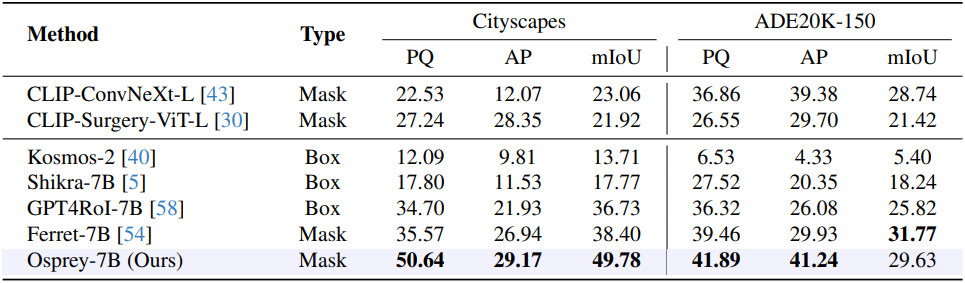 Method Type Cityscapes ADE20K-150
PQ AP mIoU PQ AP mIoU
CLIP-ConvNeXt-L [43] Mask 22.53 12.07 23.06 36.86 39.38 28.74
CLIP-Surgery-ViT-L [30] Mask 27.24 28.35 21.92 26.55 29.70 21.42
Kosmos-2 [40] Box 12.09 9.81 13.71 6.53 4.33 5.40
Shikra-7B [5] Box 17.80 11.53 17.77 27.52 20.35 18.24
GPT4RoI-7B [58] Box 34.70 21.93 36.73 36.32 26.08 25.82
Ferret-7B [54] Mask 35.57 26.94 38.40 39.46 29.93 31.77
Osprey-7B (Ours) Mask 50.64 29.17 49.78 41.89 41.24 29.63